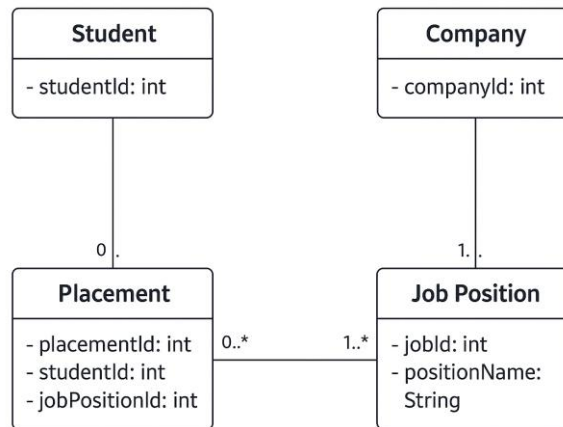 Student
- studentId: int
Company
- companyId: int
0 .
1. .
Placement
- placementId: int
- studentId: int
- jobPositionId: int
0..*
1..*
Job Position
- jobId: int
- positionName:
String